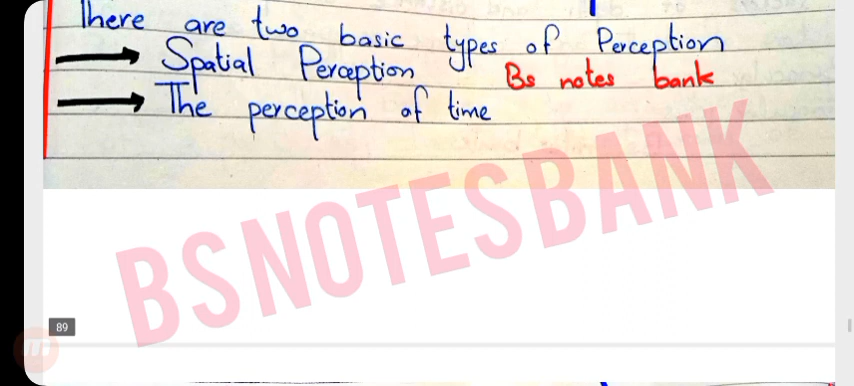 There are two basic types of Perception
Spatial Perception Bs notes bank
The perception of time
BSNOTESBANK
89